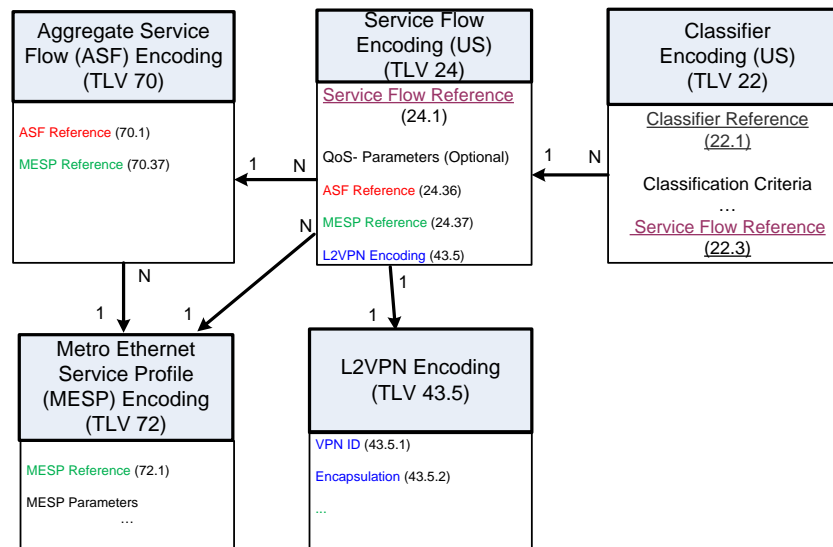 Aggregate Service
Flow (ASF) Encoding
(TLV 70)
ASF Reference (70.1)
MESP Reference (70.37)
Service Flow
Encoding (US)
(TLV 24)
Service Flow Reference
(24.1)
QoS- Parameters (Optional)
ASF Reference (24.36)
MESP Reference (24.37)
L2VPN Encoding (43.5)
Classifier
Encoding (US)
(TLV 22)
Classifier Reference
(22.1)
Classification Criteria
...
Service Flow Reference
(22.3)
1
N
1
N
N
N
1
1
1
1
Metro Ethernet
Service Profile
(MESP) Encoding
(TLV 72)
MESP Reference (72.1)
MESP Parameters
...
L2VPN Encoding
(TLV 43.5)
VPN ID (43.5.1)
Encapsulation (43.5.2)
...